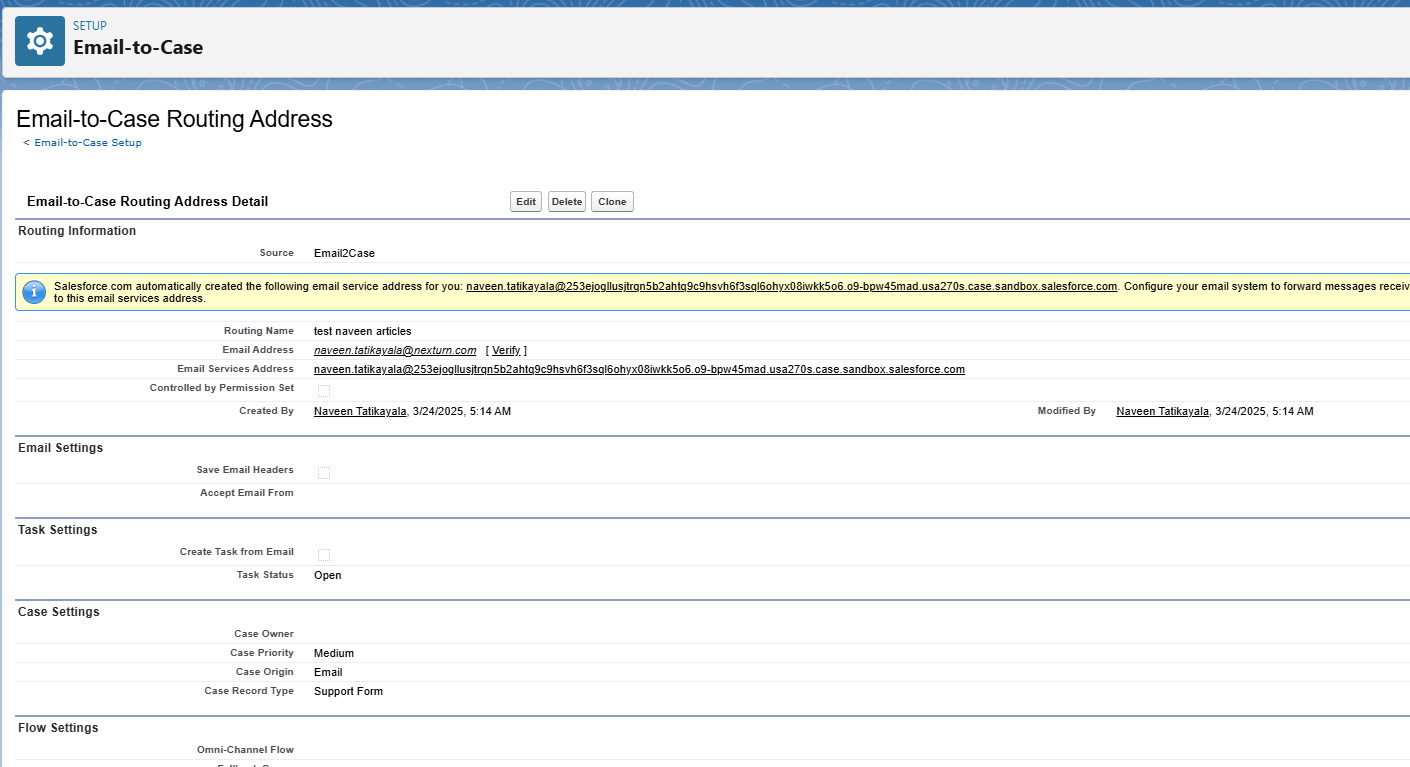 SETUP
Email-to-Case
Email-to-Case Routing Address
< Email-to-Case Setup
Email-to-Case Routing Address Detail
Edit Delete Clone
Routing Information
Source Email2Case
Salesforce.com automatically created the following email service address for you: naveen.tatikayala@253ejogllusjtrqn5b2ahtq9c9hsvh6f3sql6ohyx08iwkk5o6.o9-bpw45mad.usa270s.case.sandbox.salesforce.com. Configure your email system to forward messages receiv
to this email services address.
Routing Name test naveen articles
Email Address naveen.tatikayala@nexturn.com [ Verify ]
Email Services Address naveen.tatikayala@253ejogllusjtrqn5b2ahtq9c9hsvh6f3sql6ohyx08iwkk5o6.o9-bpw45mad.usa270s.case.sandbox.salesforce.com
Controlled by Permission Set
Created By Naveen Tatikayala, 3/24/2025, 5:14 AM Modified By Naveen Tatikayala, 3/24/2025, 5:14 AM
Email Settings
Save Email Headers
Accept Email From
Task Settings
Create Task from Email
Task Status Open
Case Settings
Case Owner
Case Priority Medium
Case Origin Email
Case Record Type Support Form
Flow Settings
Omni-Channel Flow